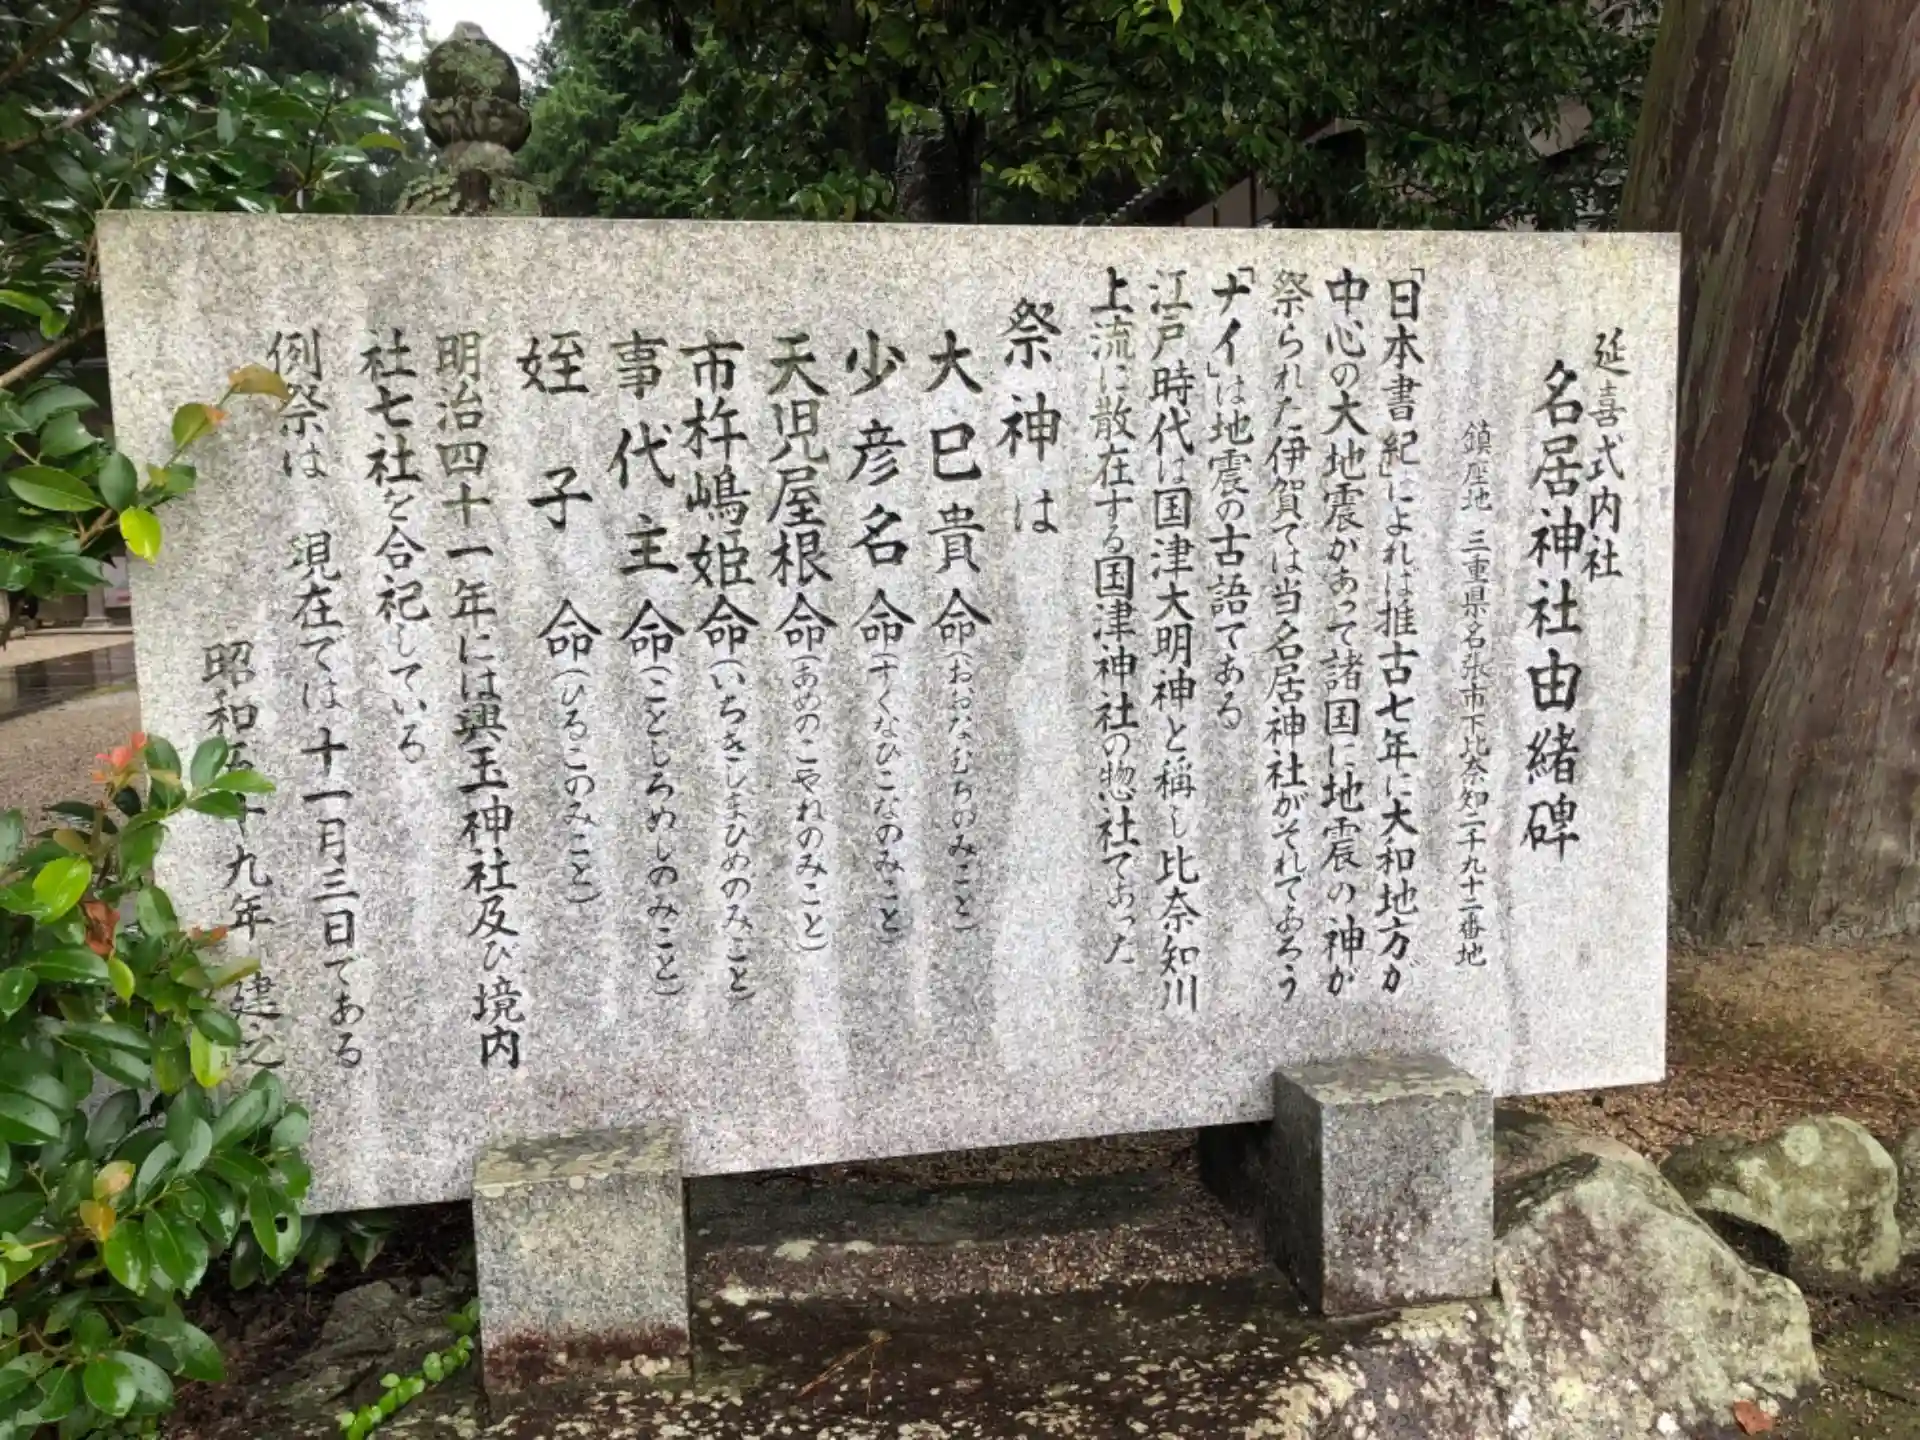 延喜式内社
名居神社由緒碑
鎮座地 三重県名張市下比奈知二千九十二番地
「日本書紀」によれば推古七年に大和地方が
中心の大地震があって諸国に地震の神が
祭られた伊賀では当名居神社がそれであろう
「ナイ」は地震の古語である
江戸時代は国津大明神と称し比奈知川
上流に散在する国津神社の惣社であった
祭神は
大巳貴命(おおなむちのみこと)
少彦名命(すくなひこなのみこと)
天児屋根命(あめのこやねのみこと)
市杵嶋姫命(いちきしまひめのみこと)
事代主命(ことしろぬしのみこと)
姪子命(ひるこのみこと)
明治四十一年には興玉神社及び境内
社七社を合祀している
例祭は 現在では十一月三日である
昭和五十九年 建之